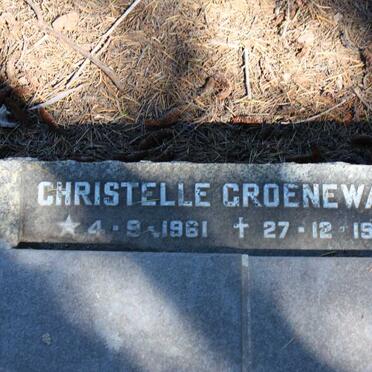 CHRISTELLE GROENEWA
★ 4 · 9 · 1961 ✝ 27 · 12 · 19